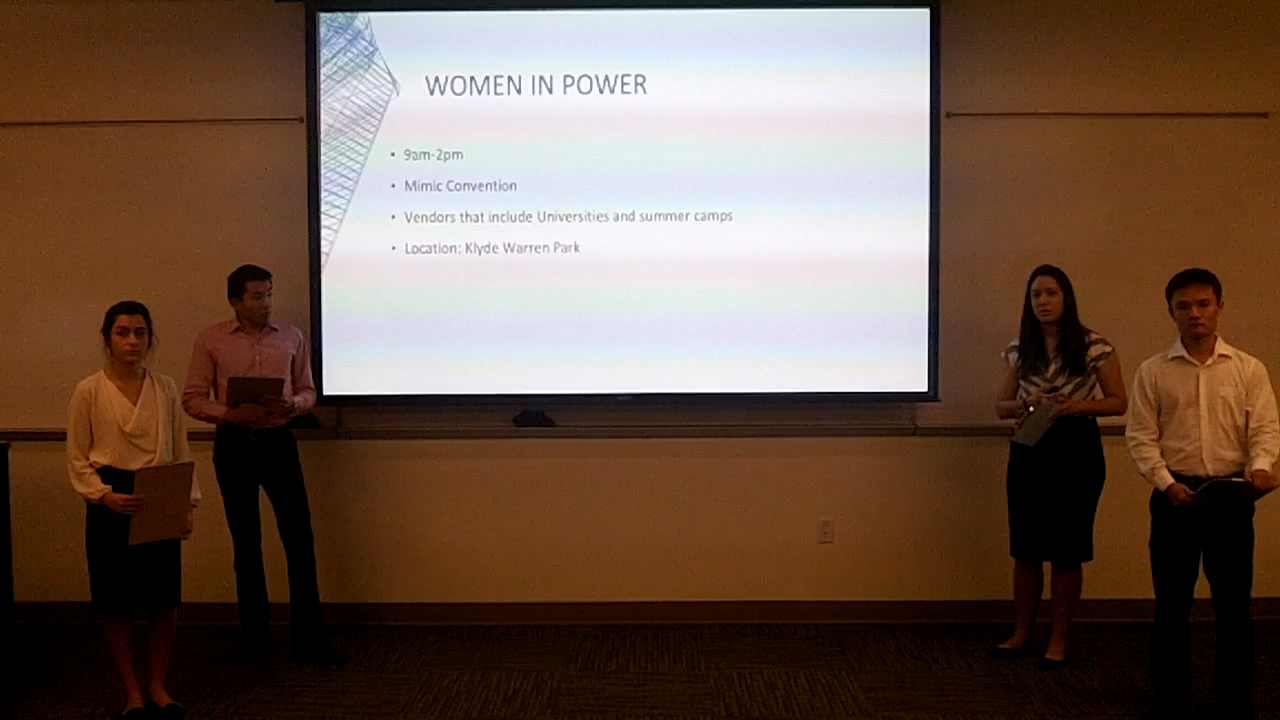 WOMEN IN POWER
• 9am-2pm
• Mimic Convention
• Vendors that include Universities and summer camps
• Location: Klyde Warren Park